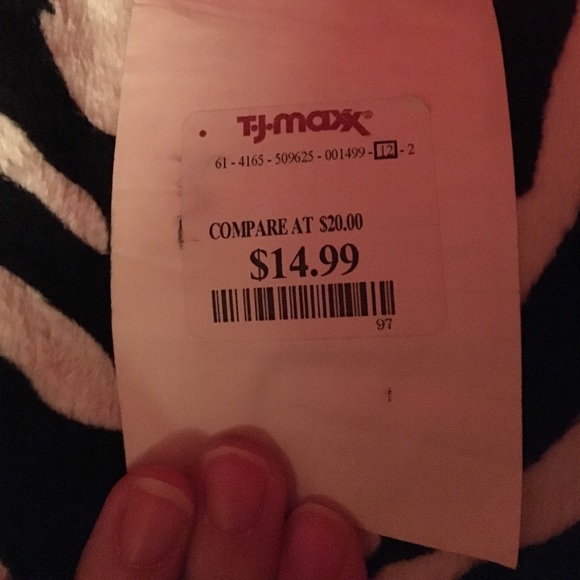 T·J·maxx®
61 - 4165 - 509625 - 001499 - 12 - 2
COMPARE AT $20.00
$14.99
97